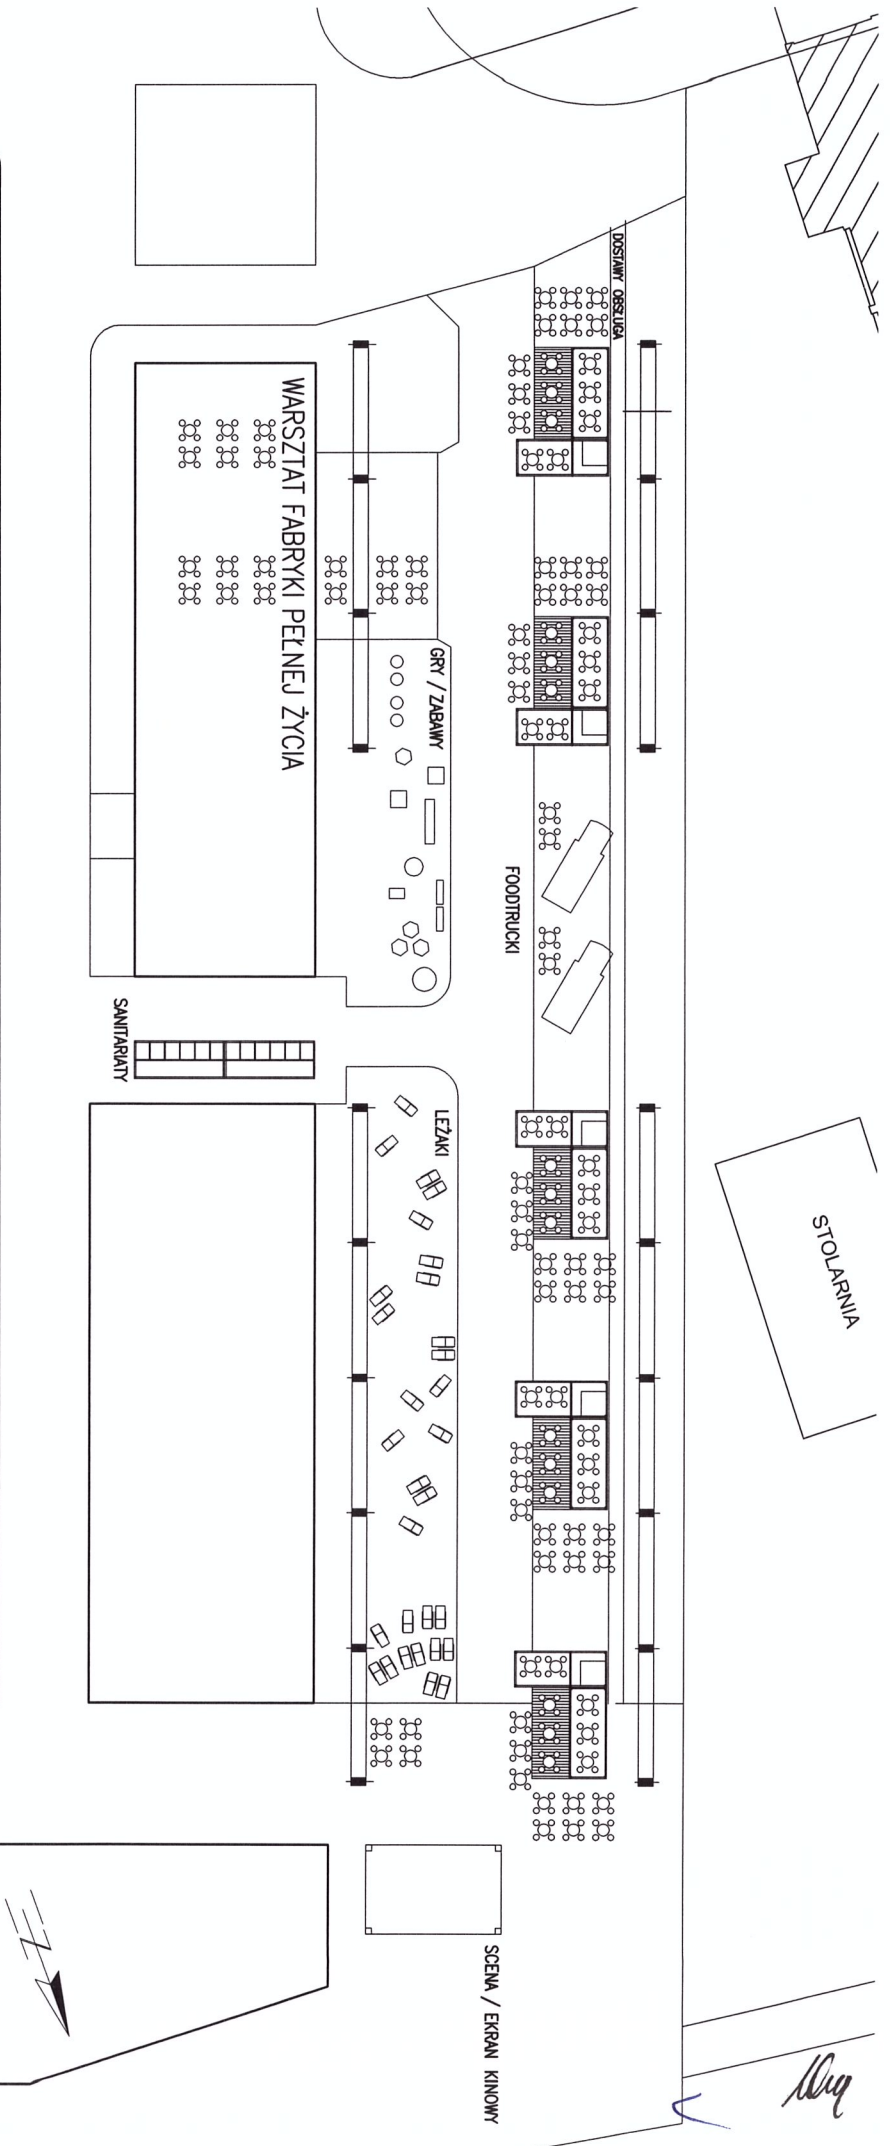 DOSTAWY OBSŁUGA
WARSZTAT FABRYKI PEŁNEJ ŻYCIA
GRY / ZABAWY
FOODTRUCKI
SANITARIATY
LEŻAKI
STOLARNIA
SCENA / EKRAN KINOWY
N